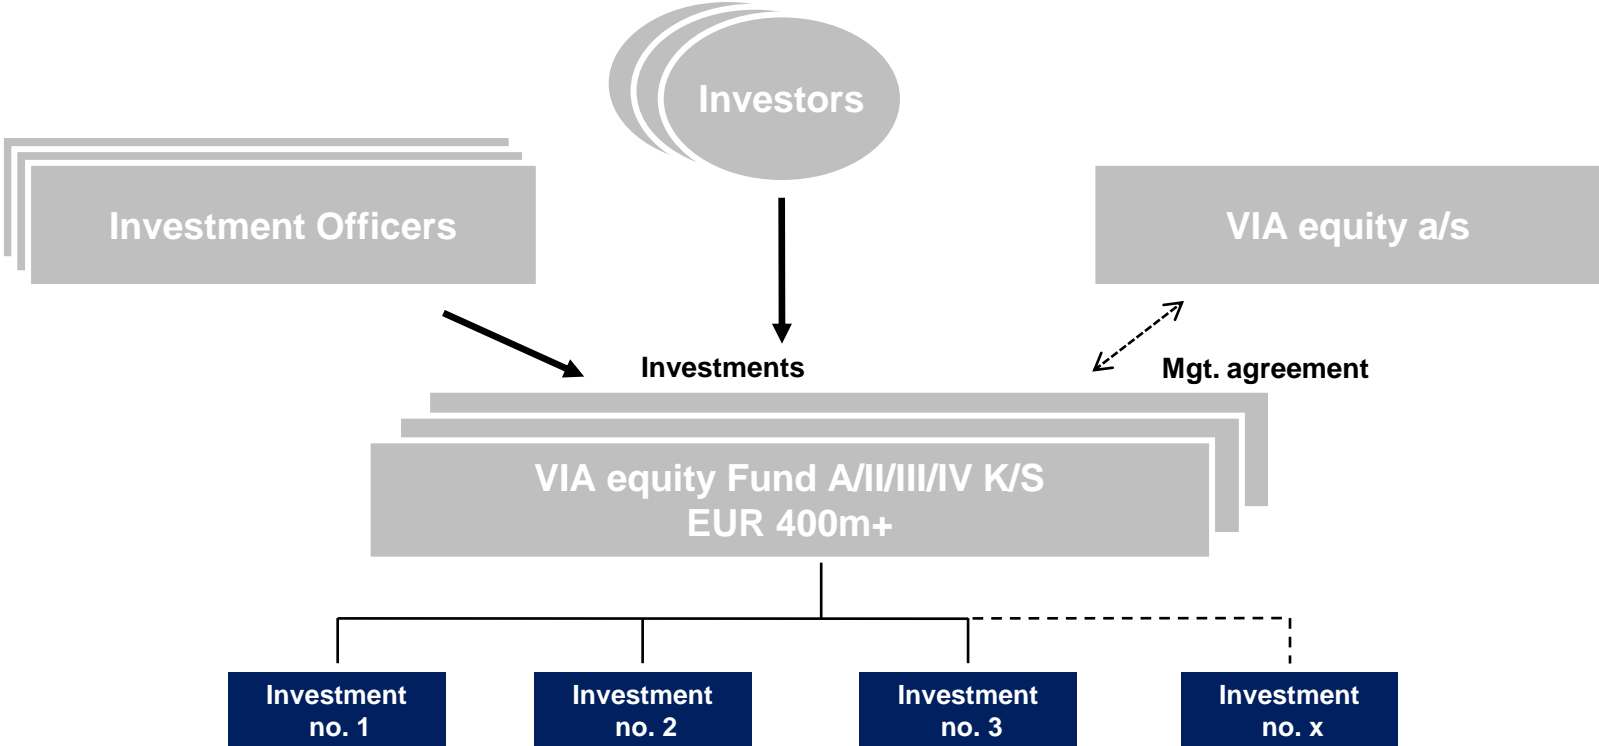 Investors
Investment Officers
VIA equity a/s
Investments
Mgt. agreement
VIA equity Fund A/II/III/IV K/S
EUR 400m+
Investment
no. 1
Investment
no. 2
Investment
no. 3
Investment
no. x